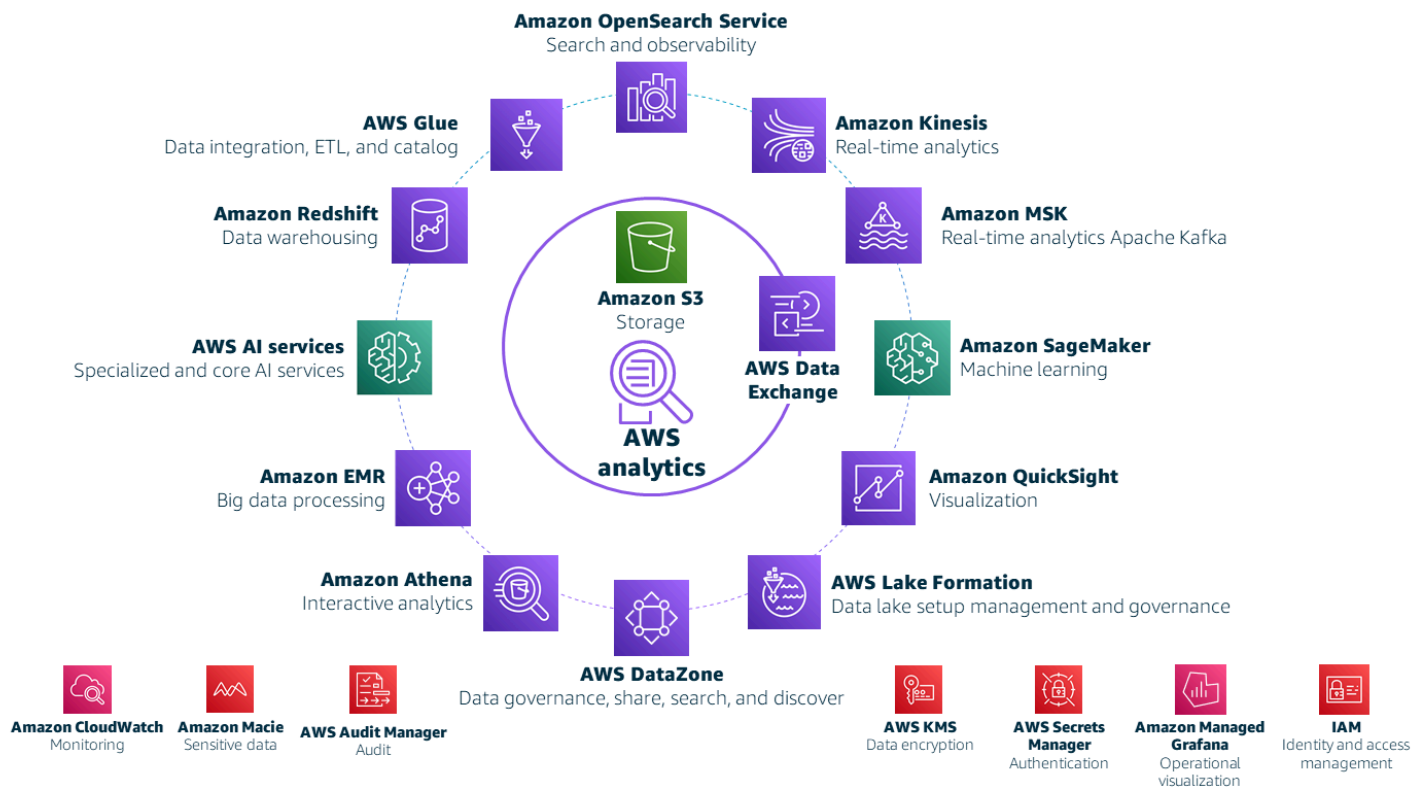 Amazon OpenSearch Service
Search and observability
AWS Glue
Data integration, ETL, and catalog
Amazon Kinesis
Real-time analytics
Amazon Redshift
Data warehousing
Amazon S3
Storage
K
Amazon MSK
Real-time analytics Apache Kafka
AWS AI services
Specialized and core AI services
AWS Data
Exchange
Amazon SageMaker
Machine learning
AWS
analytics
Amazon EMR
Big data processing
Amazon QuickSight
Visualization
Amazon Athena
Interactive analytics
AWS Lake Formation
Data lake setup management and governance
AWS DataZone
Data governance, share, search, and discover
Amazon CloudWatch
Monitoring
Amazon Macie
Sensitive data
AWS Audit Manager
Audit
AWS KMS
Data encryption
AWS Secrets
Manager
Authentication
Amazon Managed
Grafana
Operational
visualization
IAM
Identity and access
management